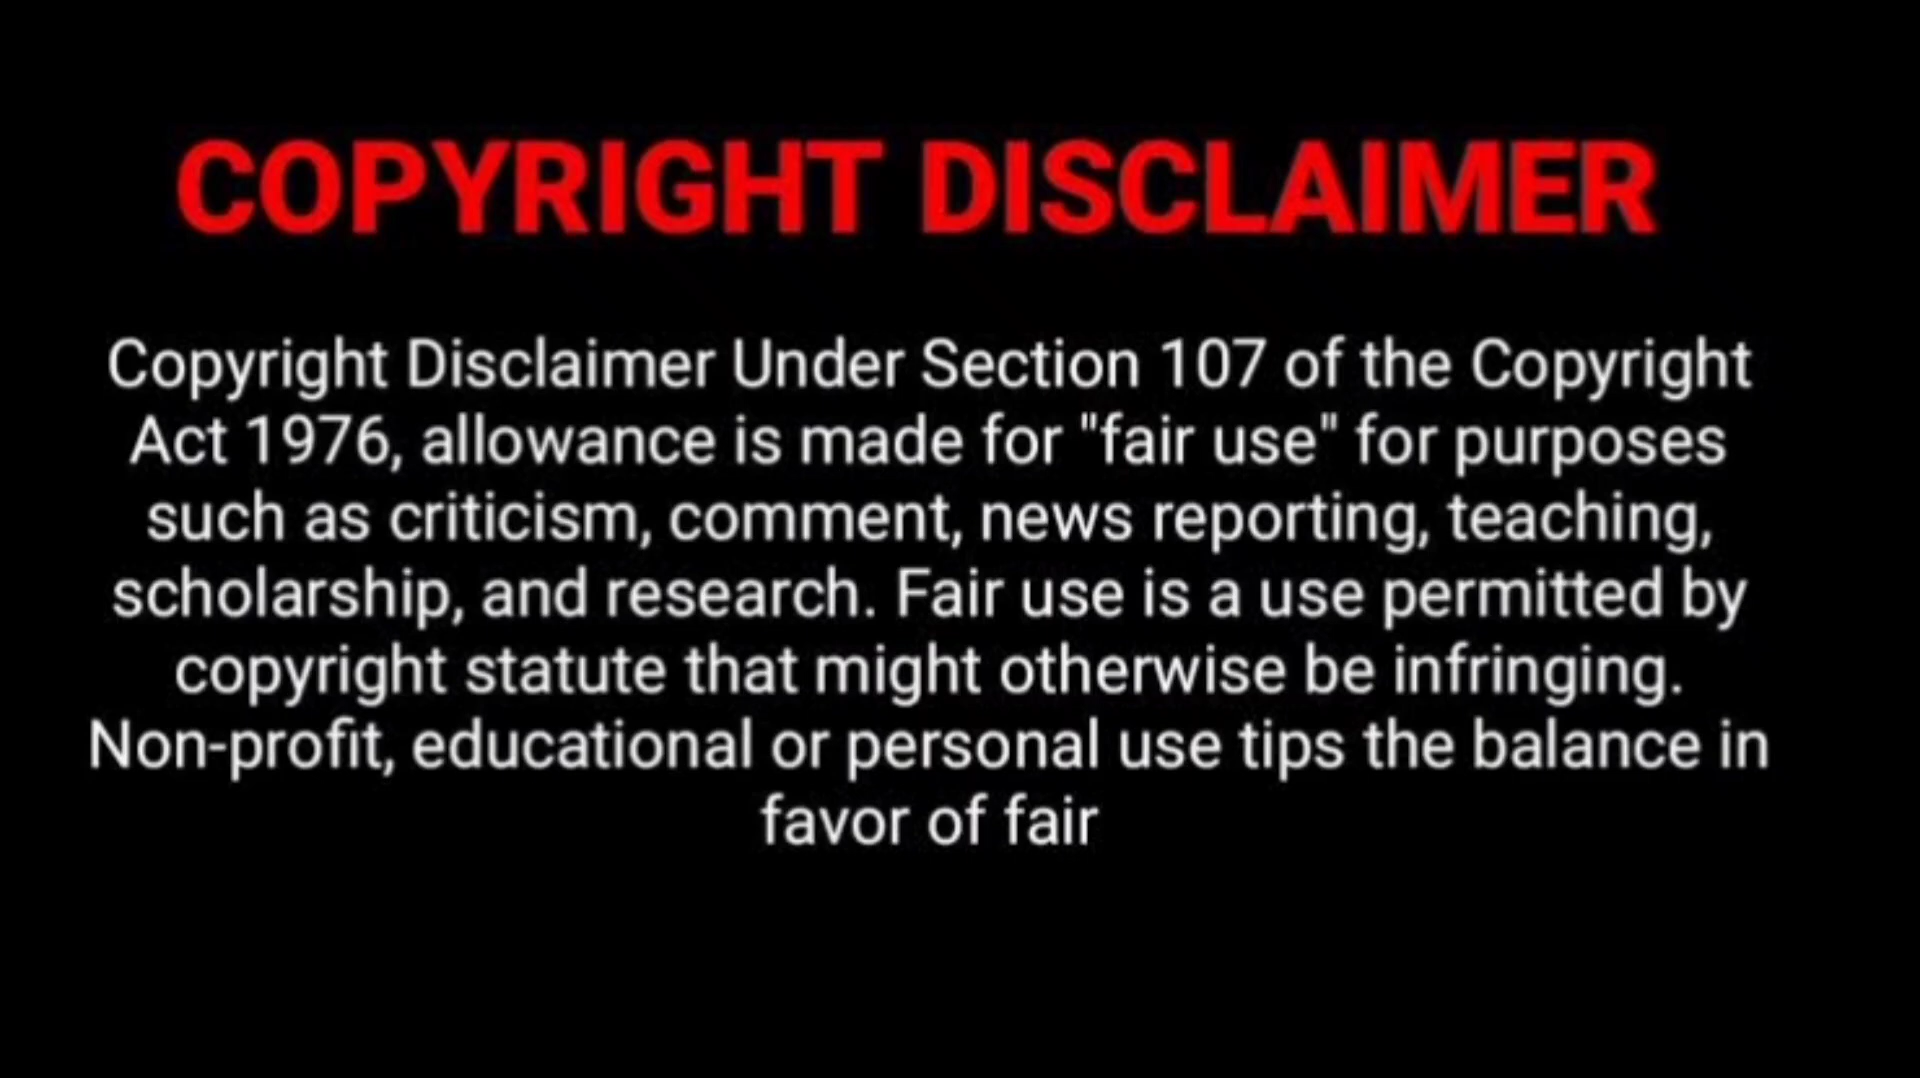 COPYRIGHT DISCLAIMER
Copyright Disclaimer Under Section 107 of the Copyright
Act 1976, allowance is made for "fair use" for purposes
such as criticism, comment, news reporting, teaching,
scholarship, and research. Fair use is a use permitted by
copyright statute that might otherwise be infringing.
Non-profit, educational or personal use tips the balance in
favor of fair